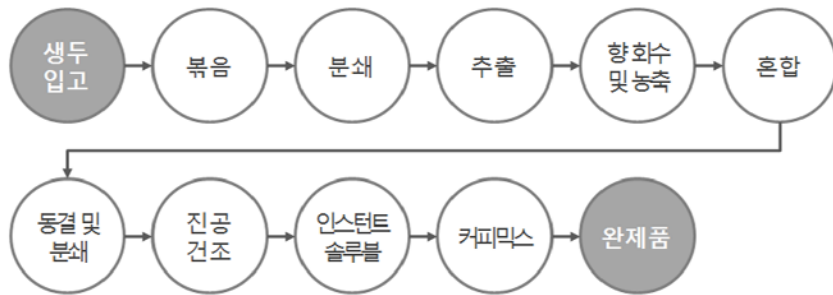 생두
입고
볶음
분쇄
추출
향 회수
및 농축
혼합
동결 및
분쇄
진공
건조
인스턴트
솔루블
커피믹스
완제품